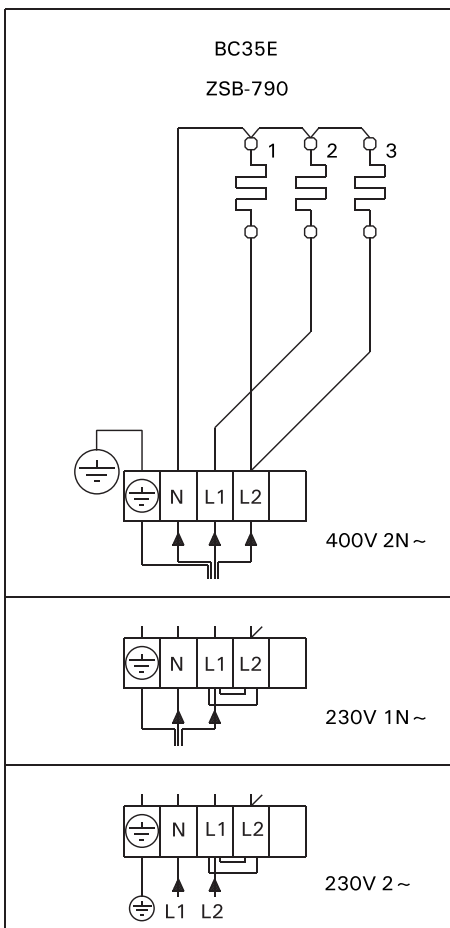 BC35E
ZSB-790
1 2 3
N L1 L2
400V 2N~
N L1 L2
230V 1N~
N L1 L2
230V 2~
L1 L2